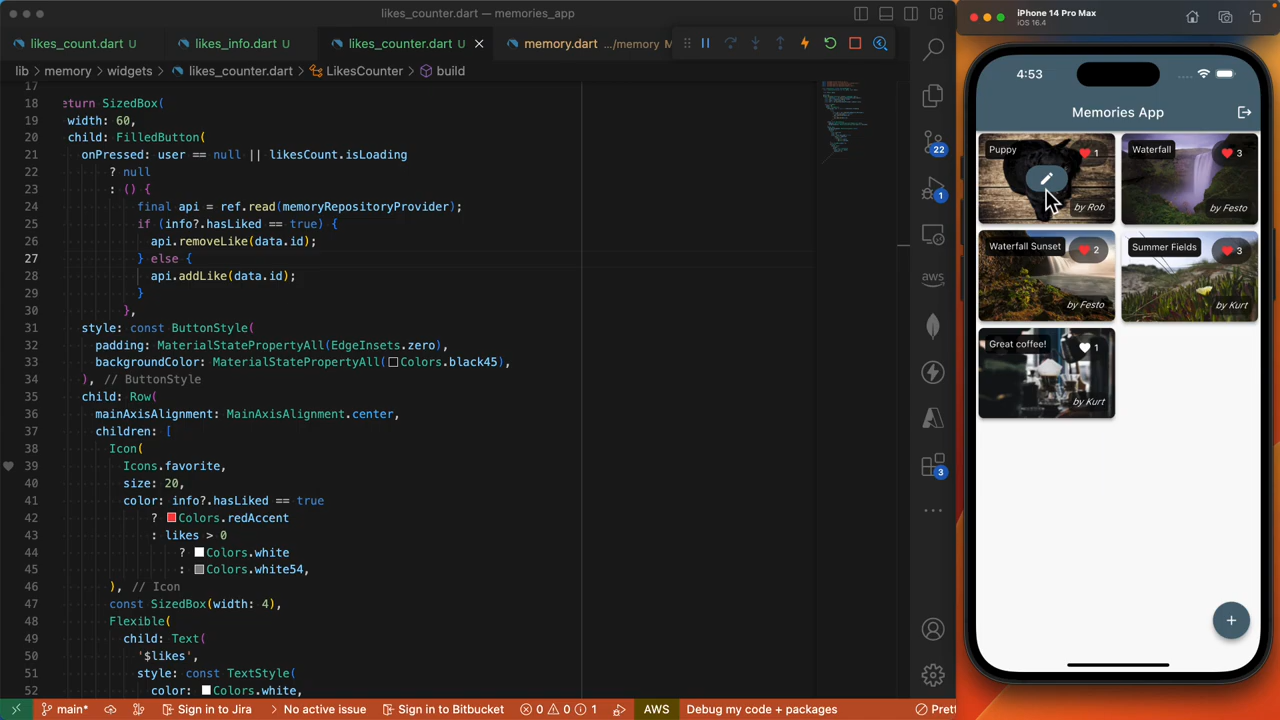 likes_counter.dart — memories_app
likes_count.dart U
likes_info.dart U
likes_counter.dart U
memory.dart .../memory M
lib > memory > widgets > likes_counter.dart > LikesCounter > build
17
18 eturn SizedBox(
19 width: 60,
20 child: FilledButton(
21 onPressed: user == null || likesCount.isLoading
22 ? null
23 : () {
24 final api = ref.read(memoryRepositoryProvider);
25 if (info?.hasLiked == true) {
26 api.removeLike(data.id);
27 } else {
28 api.addLike(data.id);
29 }
30 },
31 style: const ButtonStyle(
32 padding: MaterialStatePropertyAll(EdgeInsets.zero),
33 backgroundColor: MaterialStatePropertyAll(Colors.black45),
34 ), // ButtonStyle
35 child: Row(
36 mainAxisAlignment: MainAxisAlignment.center,
37 children: [
38 Icon(
39 Icons.favorite,
40 size: 20,
41 color: info?.hasLiked == true
42 ? Colors.redAccent
43 : likes > 0
44 ? Colors.white
45 : Colors.white54,
46 ), // Icon
47 const SizedBox(width: 4),
48 Flexible(
49 child: Text(
50 '$likes',
51 style: const TextStyle(
52 color: Colors.white,
22
1
aws
3
main*
Sign in to Jira
No active issue
Sign in to Bitbucket
0 0 1
AWS
Debug my code + packages
Prett
iPhone 14 Pro Max
iOS 16.4
4:53
Memories App
Puppy
1
by Rob
Waterfall
3
by Festo
Waterfall Sunset
2
by Festo
Summer Fields
3
by Kurt
Great coffee!
1
by Kurt
+